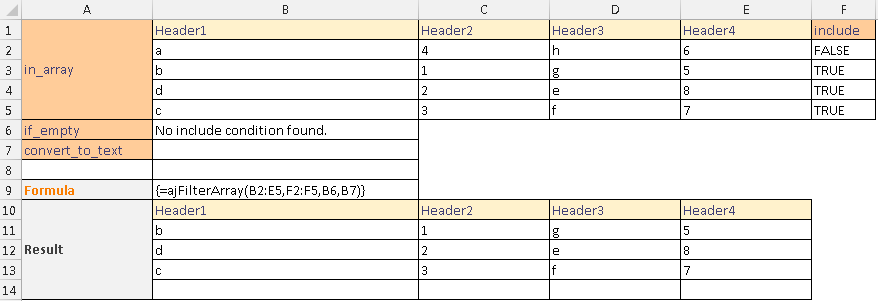 A B C D E F
1 Header1 Header2 Header3 Header4 include
2 a 4 h 6 FALSE
3 in_array b 1 g 5 TRUE
4 d 2 e 8 TRUE
5 c 3 f 7 TRUE
6 if_empty No include condition found.
7 convert_to_text
8
9 Formula {=ajFilterArray(B2:E5,F2:F5,B6,B7)}
10 Header1 Header2 Header3 Header4
11 b 1 g 5
12 Result d 2 e 8
13 c 3 f 7
14